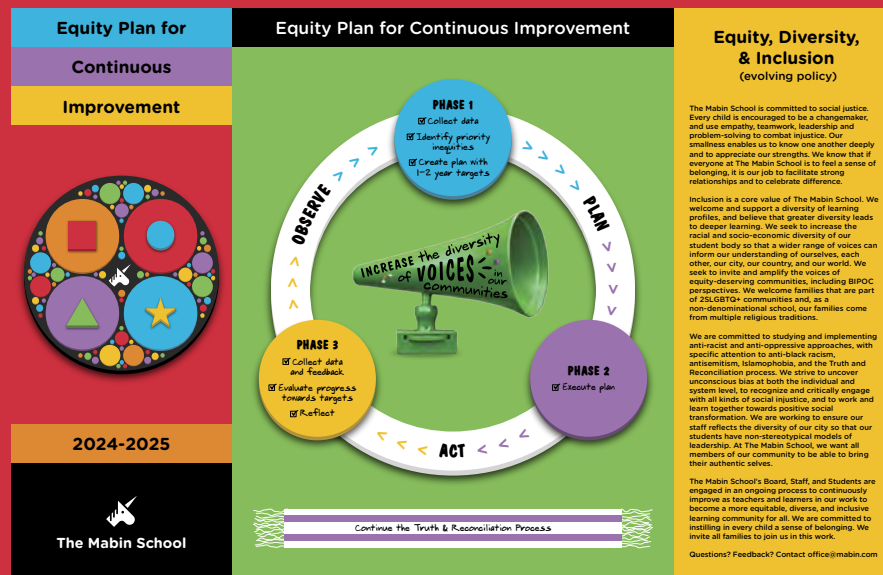 Equity Plan for
Continuous
Improvement
2024-2025
The Mabin School
Equity Plan for Continuous Improvement
PHASE 1
Collect data
Identify priority
inequities
Create plan with
1-2 year targets
OBSERVE
PLAN
INCREASE the diversity
of VOICES in
our
communities
PHASE 3
Collect data
and feedback
Evaluate progress
towards targets
Reflect
PHASE 2
Execute plan
ACT
Continue the Truth & Reconciliation Process
Equity, Diversity,
& Inclusion
(evolving policy)
The Mabin School is committed to social justice.
Every child is encouraged to be a changemaker,
and use empathy, teamwork, leadership and
problem-solving to combat injustice. Our
smallness enables us to know one another deeply
and to appreciate our strengths. We know that if
everyone at The Mabin School is to feel a sense of
belonging, it is our job to facilitate strong
relationships and to celebrate difference.
Inclusion is a core value of The Mabin School. We
welcome and support a diversity of learning
profiles, and believe that greater diversity leads
to deeper learning. We seek to increase the
racial and socio-economic diversity of our
student body so that a wider range of voices can
inform our understanding of ourselves, each
other, our city, our country, and our world. We
seek to invite and amplify the voices of
equity-deserving communities, including BIPOC
perspectives. We welcome families that are part
of 2SLGBTQ+ communities and, as a
non-denominational school, our families come
from multiple religious traditions.
We are committed to studying and implementing
anti-racist and anti-oppressive approaches, with
specific attention to anti-black racism,
antisemitism, Islamophobia, and the Truth and
Reconciliation process. We strive to uncover
unconscious bias at both the individual and
system level, to recognize and critically engage
with all kinds of social injustice, and to work and
learn together towards positive social
transformation. We are working to ensure our
staff reflects the diversity of our city so that our
students have non-stereotypical models of
leadership. At The Mabin School, we want all
members of our community to be able to bring
their authentic selves.
The Mabin School's Board, Staff, and Students are
engaged in an ongoing process to continuously
improve as teachers and learners in our work to
become a more equitable, diverse, and inclusive
learning community for all. We are committed to
instilling in every child a sense of belonging. We
invite all families to join us in this work.
Questions? Feedback? Contact office@mabin.com